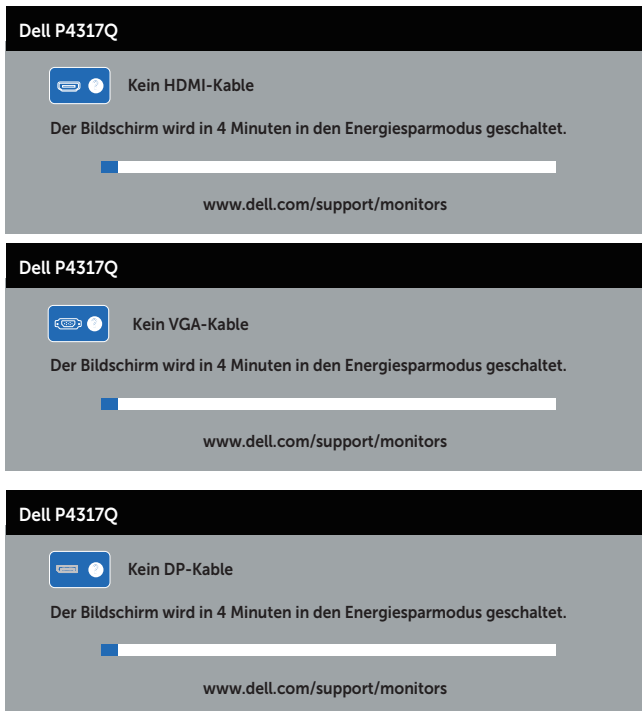 Dell P4317Q
Kein HDMI-Kable
Der Bildschirm wird in 4 Minuten in den Energiesparmodus geschaltet.
www.dell.com/support/monitors
Dell P4317Q
Kein VGA-Kable
Der Bildschirm wird in 4 Minuten in den Energiesparmodus geschaltet.
www.dell.com/support/monitors
Dell P4317Q
Kein DP-Kable
Der Bildschirm wird in 4 Minuten in den Energiesparmodus geschaltet.
www.dell.com/support/monitors